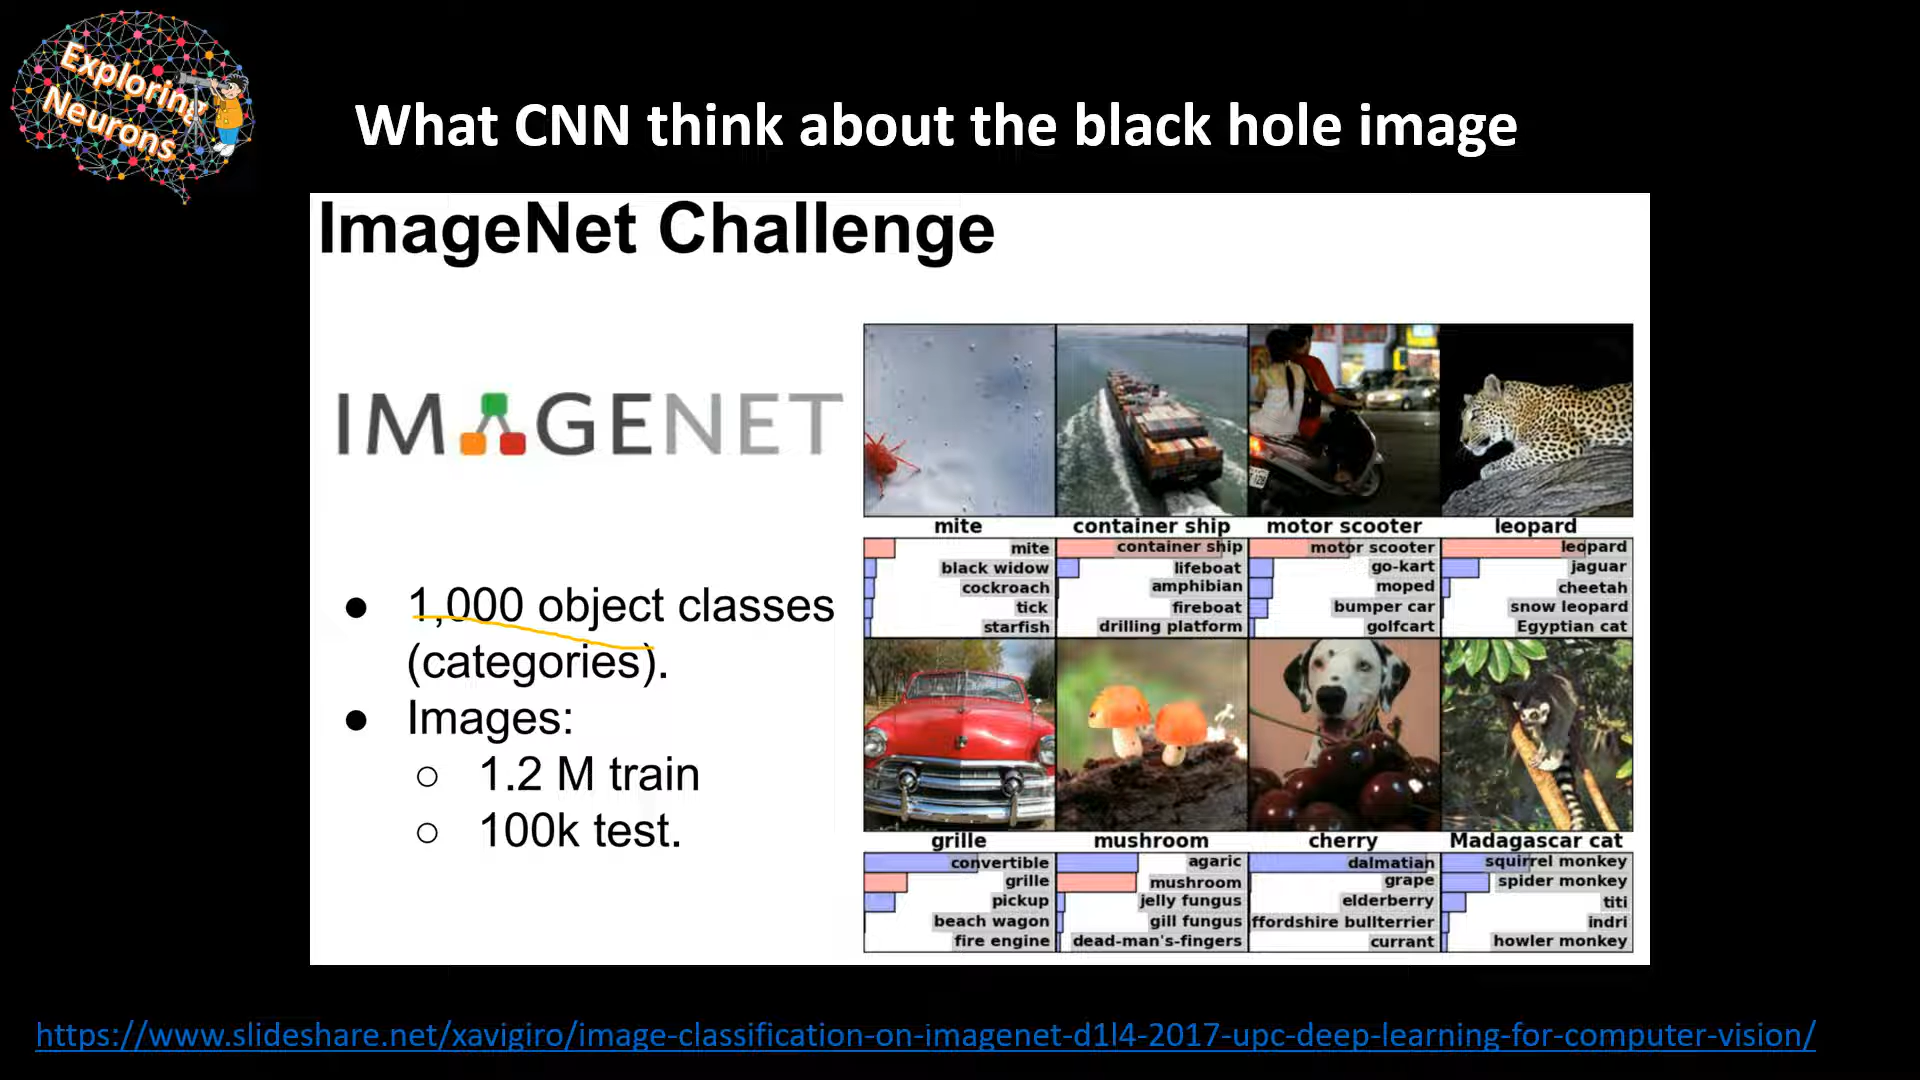 Exploring
Neurons
What CNN think about the black hole image
ImageNet Challenge
IMAGENET
● 1,000 object classes
(categories).
● Images:
○ 1.2 M train
○ 100k test.
mite
mite
black widow
cockroach
tick
starfish
container ship
container ship
lifeboat
amphibian
fireboat
drilling platform
motor scooter
motor scooter
go-kart
moped
bumper car
golfcart
leopard
leopard
jaguar
cheetah
snow leopard
Egyptian cat
grille
convertible
grille
pickup
beach wagon
fire engine
mushroom
agaric
mushroom
jelly fungus
gill fungus
dead-man's-fingers
cherry
dalmatian
grape
elderberry
ffordshire bullterrier
currant
Madagascar cat
squirrel monkey
spider monkey
titi
indri
howler monkey
https://www.slideshare.net/xavigiro/image-classification-on-imagenet-d1l4-2017-upc-deep-learning-for-computer-vision/